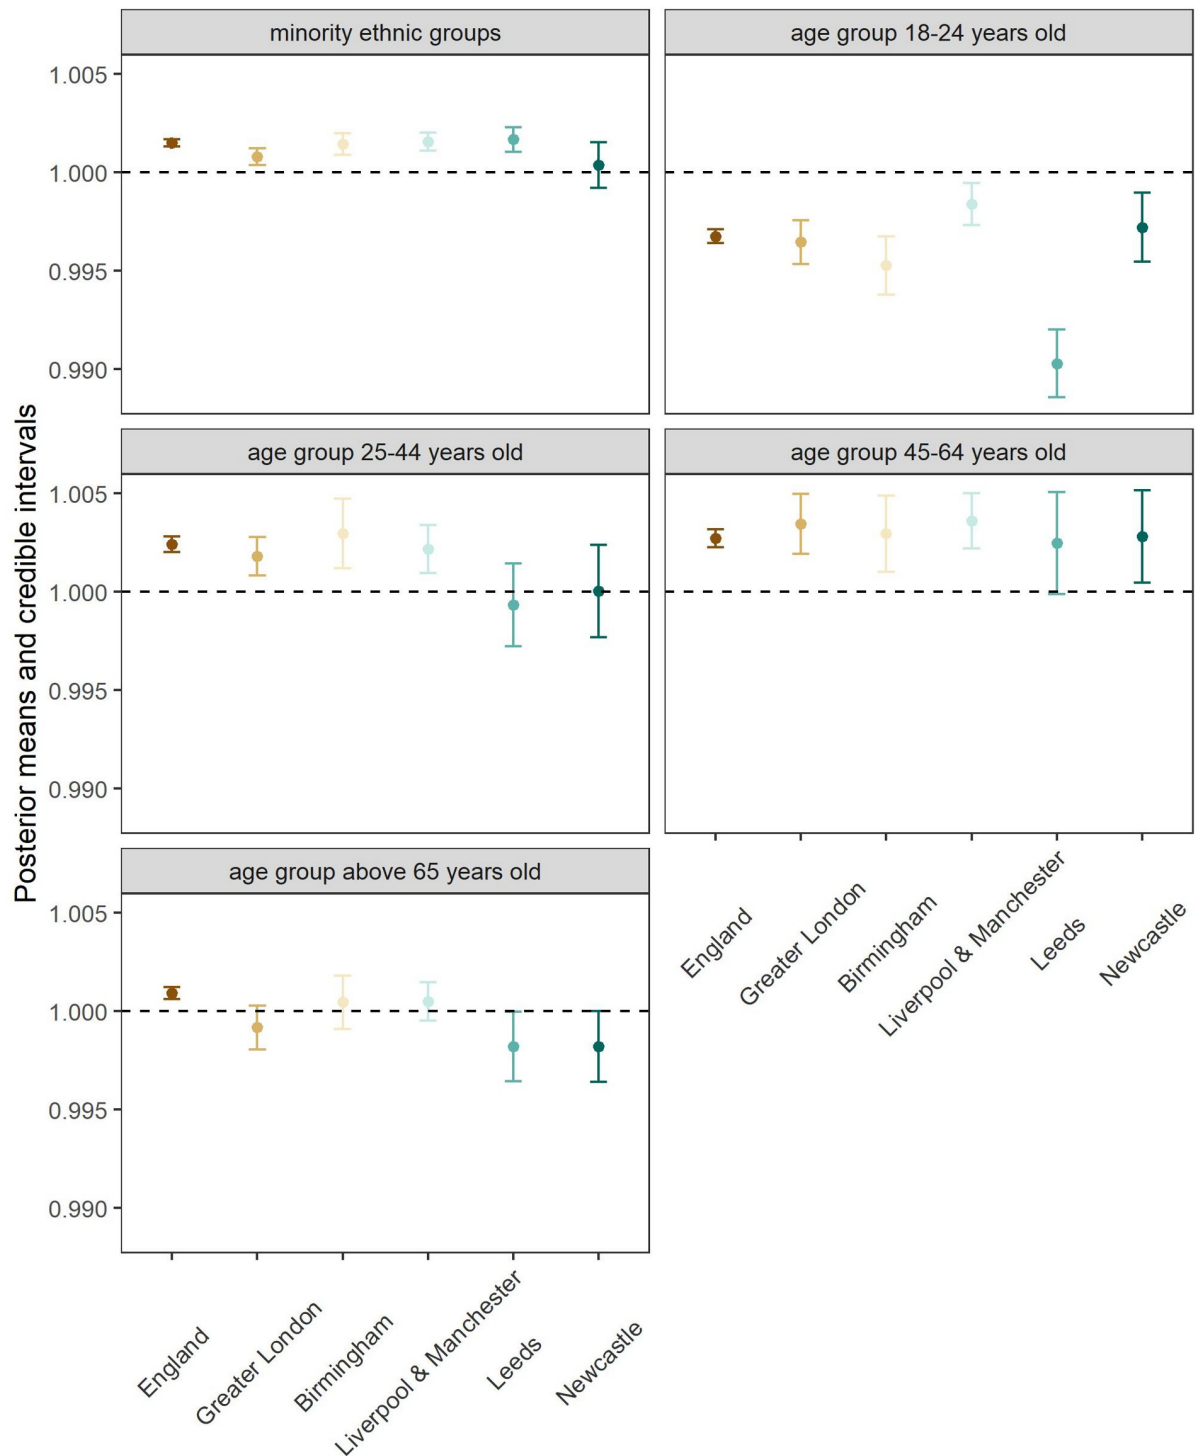 minority ethnic groups
age group 18-24 years old
1.005
1.000
0.995
0.990
age group 25-44 years old
age group 45-64 years old
1.005
1.000
0.995
0.990
Posterior means and credible intervals
age group above 65 years old
1.005
1.000
0.995
0.990
England
Greater London
Birmingham
Liverpool & Manchester
Leeds
Newcastle
England
Greater London
Birmingham
Liverpool & Manchester
Leeds
Newcastle